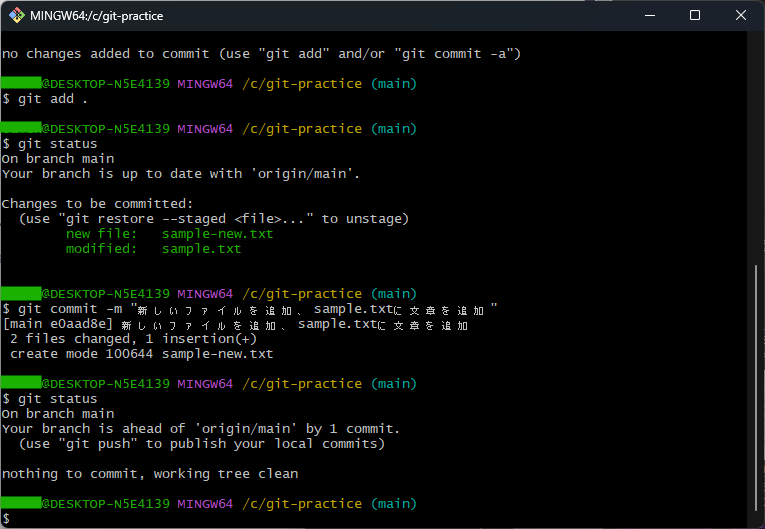 MINGW64:/c/git-practice
no changes added to commit (use "git add" and/or "git commit -a")
@DESKTOP-N5E4139 MINGW64 /c/git-practice (main)
$ git add .
@DESKTOP-N5E4139 MINGW64 /c/git-practice (main)
$ git status
On branch main
Your branch is up to date with 'origin/main'.
Changes to be committed:
  (use "git restore --staged <file>..." to unstage)
        new file:   sample-new.txt
        modified:   sample.txt
@DESKTOP-N5E4139 MINGW64 /c/git-practice (main)
$ git commit -m "新しいファイルを追加、sample.txtに文章を追加"
[main e0aad8e] 新しいファイルを追加、sample.txtに文章を追加
 2 files changed, 1 insertion(+)
 create mode 100644 sample-new.txt
@DESKTOP-N5E4139 MINGW64 /c/git-practice (main)
$ git status
On branch main
Your branch is ahead of 'origin/main' by 1 commit.
  (use "git push" to publish your local commits)
nothing to commit, working tree clean
@DESKTOP-N5E4139 MINGW64 /c/git-practice (main)
$